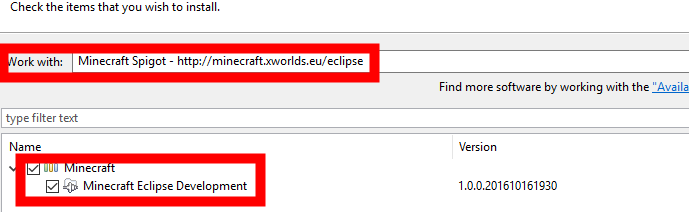 Check the items that you wish to install.
Work with: Minecraft Spigot - http://minecraft.xworlds.eu/eclipse
Find more software by working with the "Availa
type filter text
Name Version
Minecraft
Minecraft Eclipse Development 1.0.0.201610161930